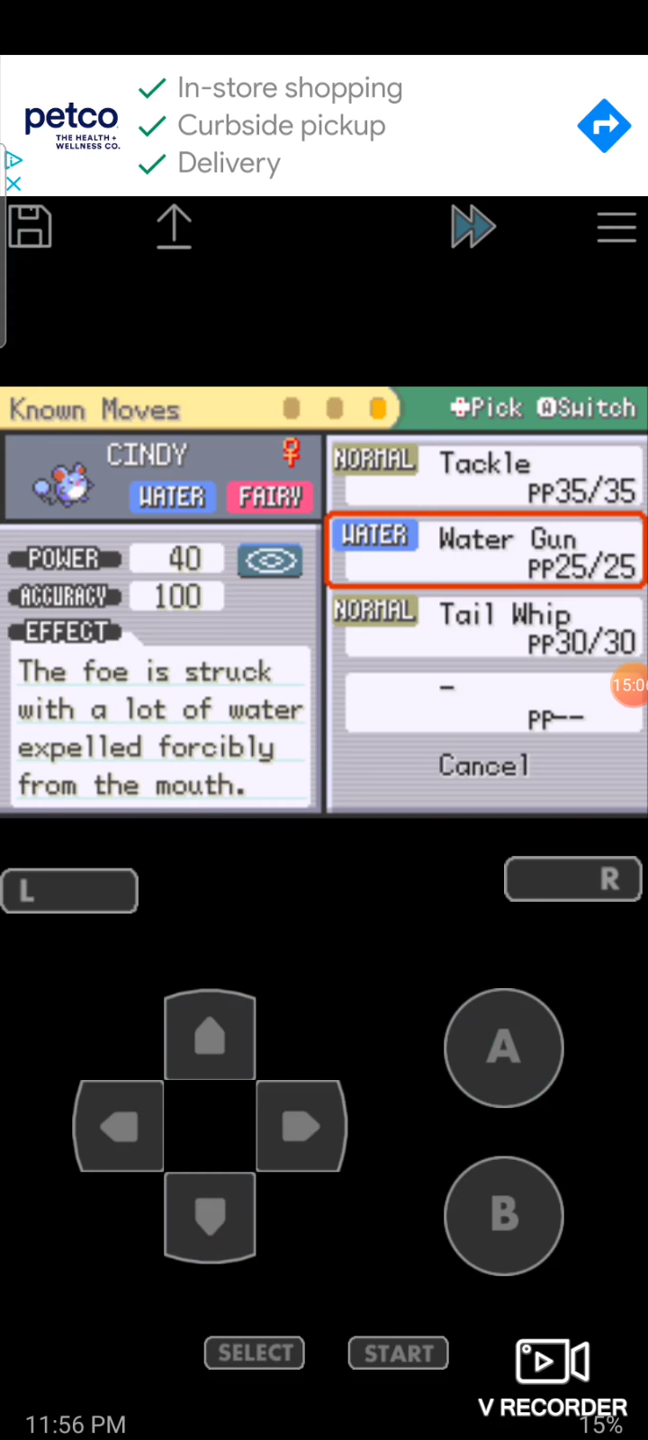 petco
THE HEALTH +
WELLNESS CO.
In-store shopping
Curbside pickup
Delivery
Known Moves
Pick ASwitch
CINDY
WATER FAIRY
POWER 40
ACCURACY 100
EFFECT
The foe is struck
with a lot of water
expelled forcibly
from the mouth.
NORMAL Tackle
PP35/35
WATER Water Gun
PP25/25
NORMAL Tail Whip
PP30/30
-
PP--
Cancel
15:06
L
R
A
B
SELECT
START
V RECORDER
11:56 PM
15%